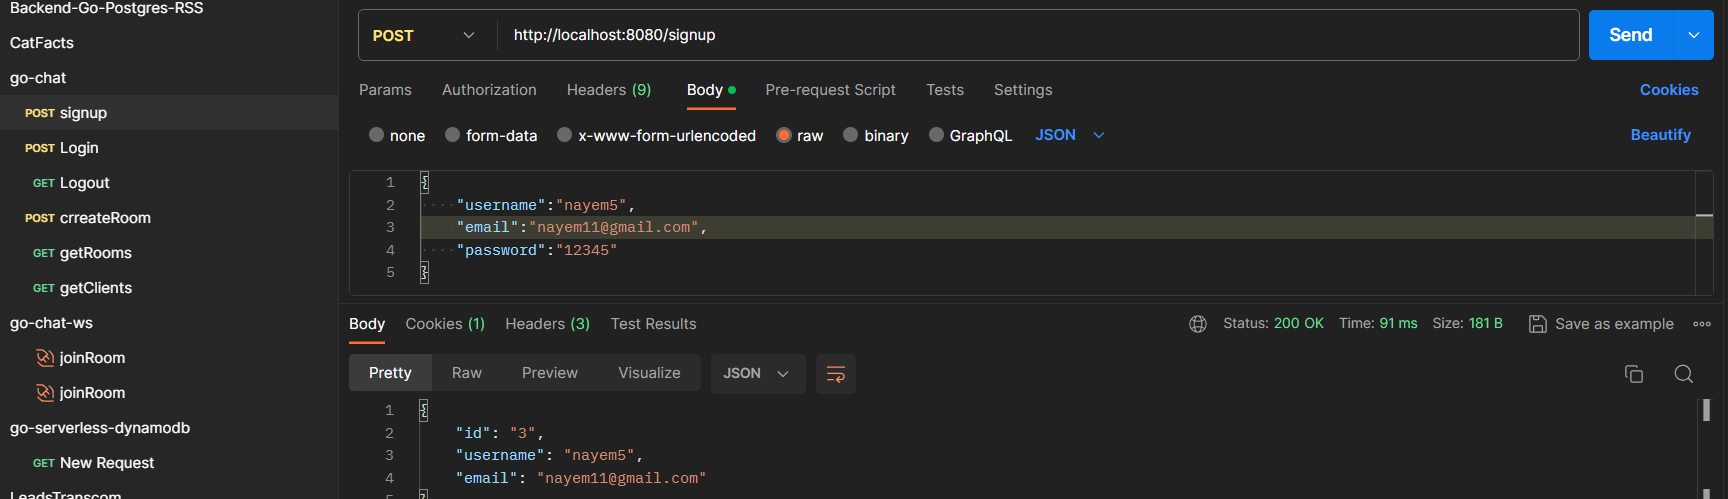 Backend-Go-Postgres-RSS
CatFacts
go-chat
POST signup
POST Login
GET Logout
POST crreateRoom
GET getRooms
GET getClients
go-chat-ws
joinRoom
joinRoom
go-serverless-dynamodb
GET New Request
LeadsTranscom
POST http://localhost:8080/signup Send
Params Authorization Headers (9) Body Pre-request Script Tests Settings Cookies
none form-data x-www-form-urlencoded raw binary GraphQL JSON Beautify
1 {
2 "username":"nayem5",
3 "email":"nayem11@gmail.com",
4 "password":"12345"
5 }
Body Cookies (1) Headers (3) Test Results Status: 200 OK Time: 91 ms Size: 181 B Save as example
Pretty Raw Preview Visualize JSON
1 {
2 "id": "3",
3 "username": "nayem5",
4 "email": "nayem11@gmail.com"
5 }